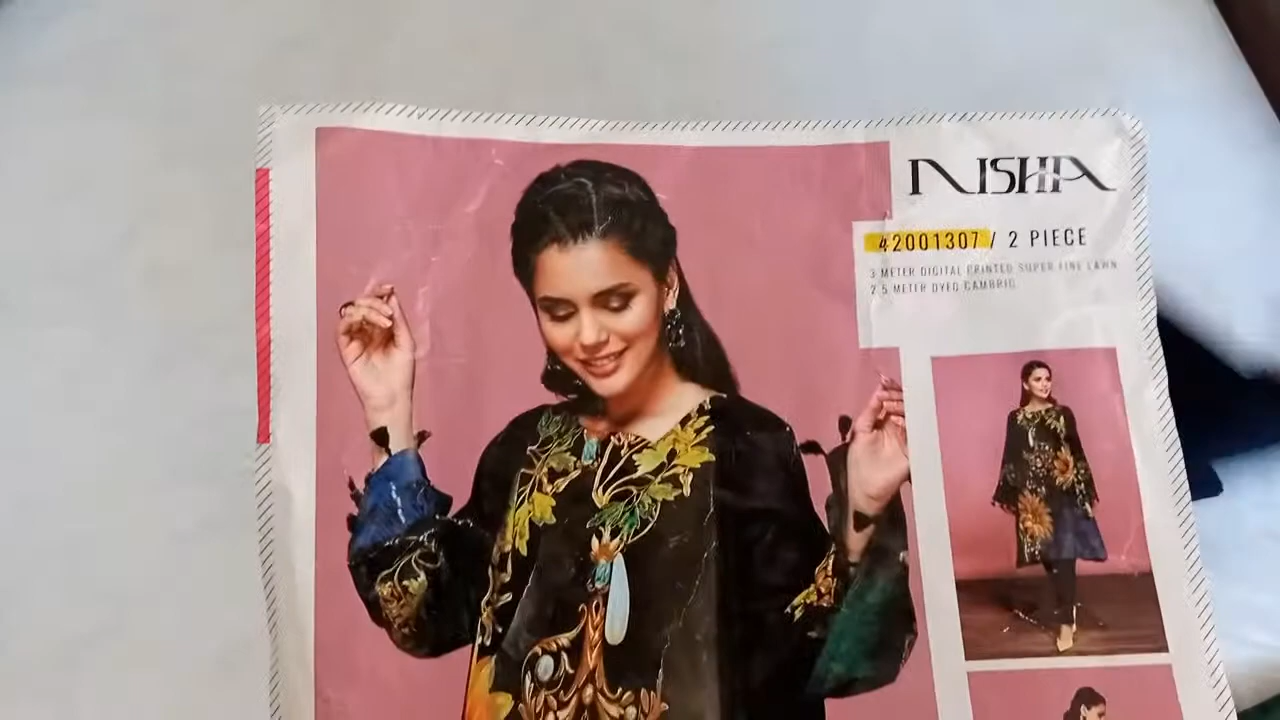 NISHA
42001307 / 2 PIECE
3 METER DIGITAL PRINTED SUPER FINE LAWN
2.5 METER DYED CAMBRIC